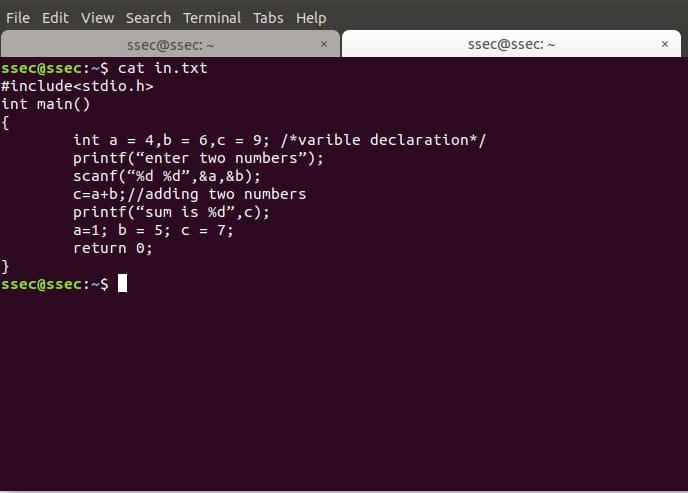 File Edit View Search Terminal Tabs Help
ssec@ssec: ~ × ssec@ssec: ~ ×
ssec@ssec:~$ cat in.txt
#include<stdio.h>
int main()
{
        int a = 4,b = 6,c = 9; /*varible declaration*/
        printf(“enter two numbers”);
        scanf(“%d %d”,&a,&b);
        c=a+b;//adding two numbers
        printf(“sum is %d”,c);
        a=1; b = 5; c = 7;
        return 0;
}
ssec@ssec:~$